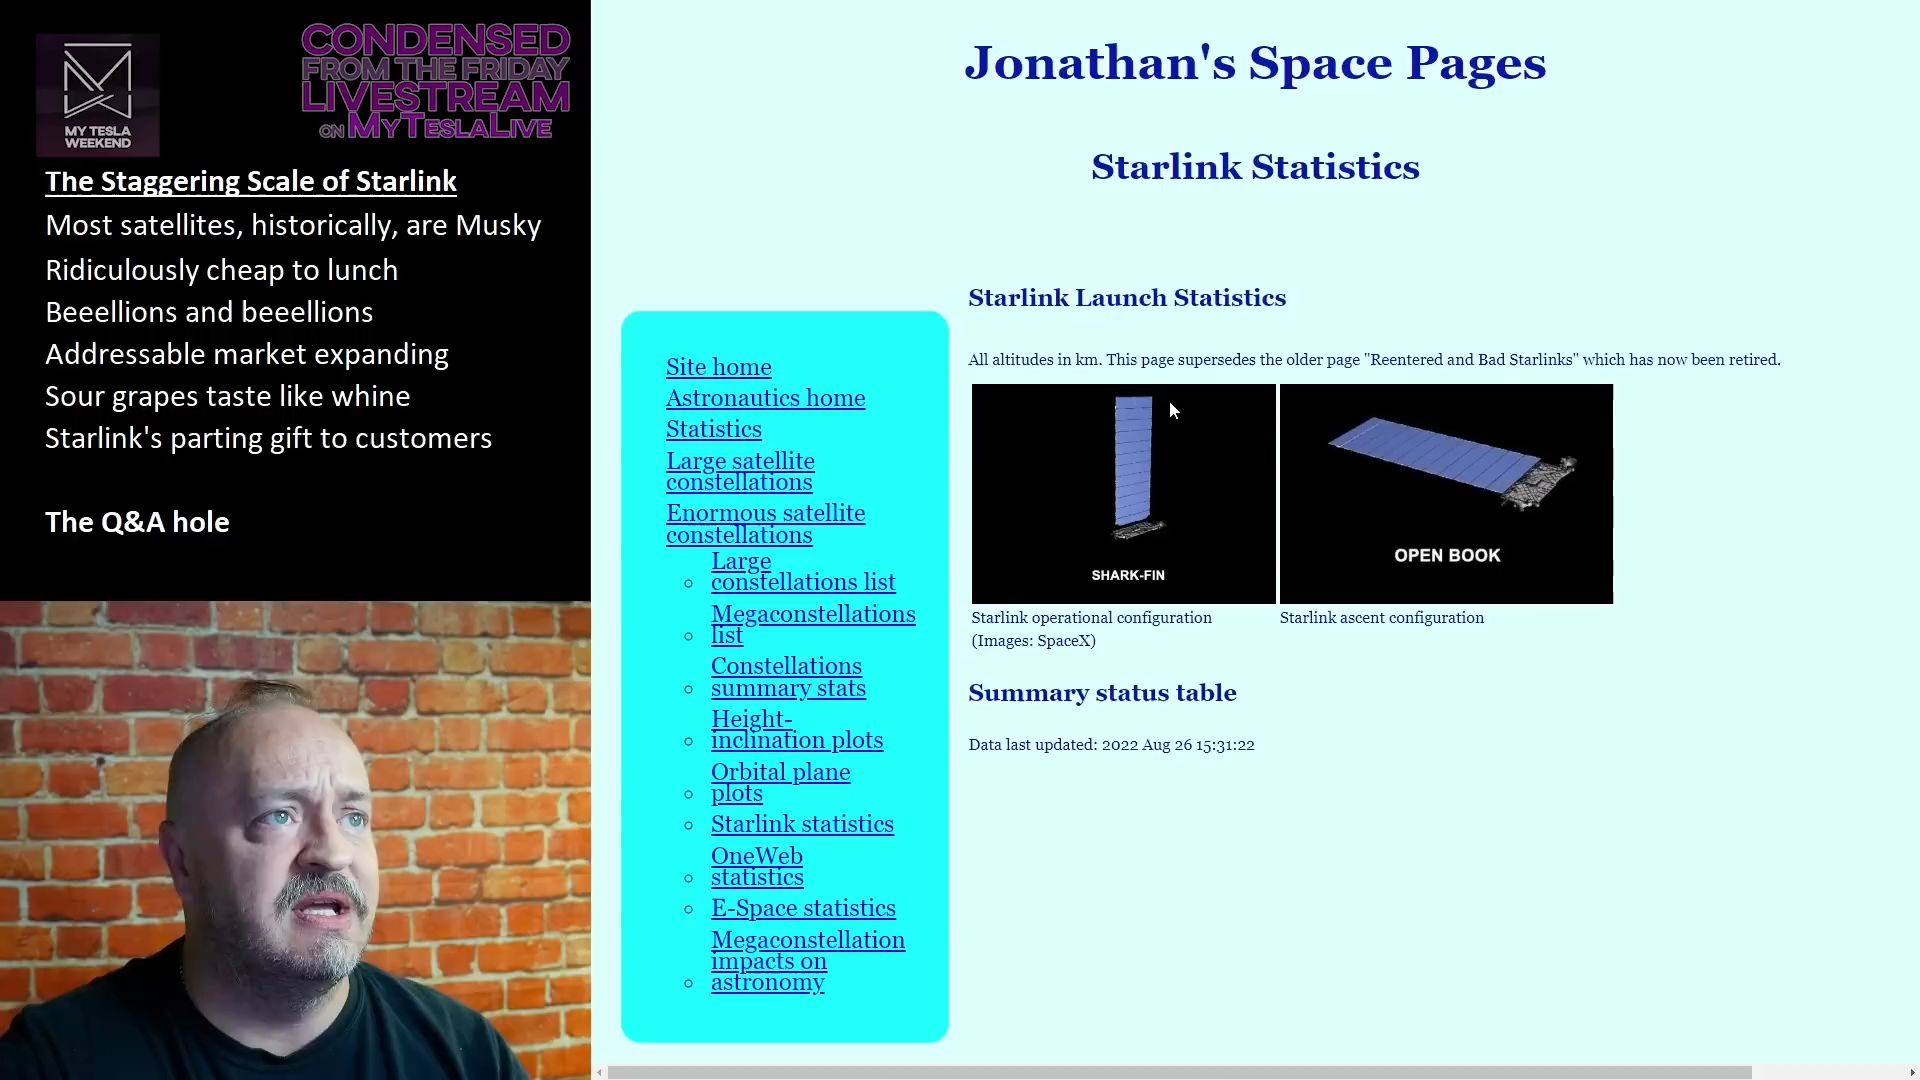 MY TESLA
WEEKEND
CONDENSED
FROM THE FRIDAY
LIVESTREAM
ON MYTESLALIVE
The Staggering Scale of Starlink
Most satellites, historically, are Musky
Ridiculously cheap to lunch
Beeellions and beeellions
Addressable market expanding
Sour grapes taste like whine
Starlink's parting gift to customers
The Q&A hole
Jonathan's Space Pages
Starlink Statistics
Site home
Astronautics home
Statistics
Large satellite
constellations
Enormous satellite
constellations
Large
constellations list
Megaconstellations
list
Constellations
summary stats
Height-
inclination plots
Orbital plane
plots
Starlink statistics
OneWeb
statistics
E-Space statistics
Megaconstellation
impacts on
astronomy
Starlink Launch Statistics
All altitudes in km. This page supersedes the older page "Reentered and Bad Starlinks" which has now been retired.
SHARK-FIN
OPEN BOOK
Starlink operational configuration
(Images: SpaceX)
Starlink ascent configuration
Summary status table
Data last updated: 2022 Aug 26 15:31:22